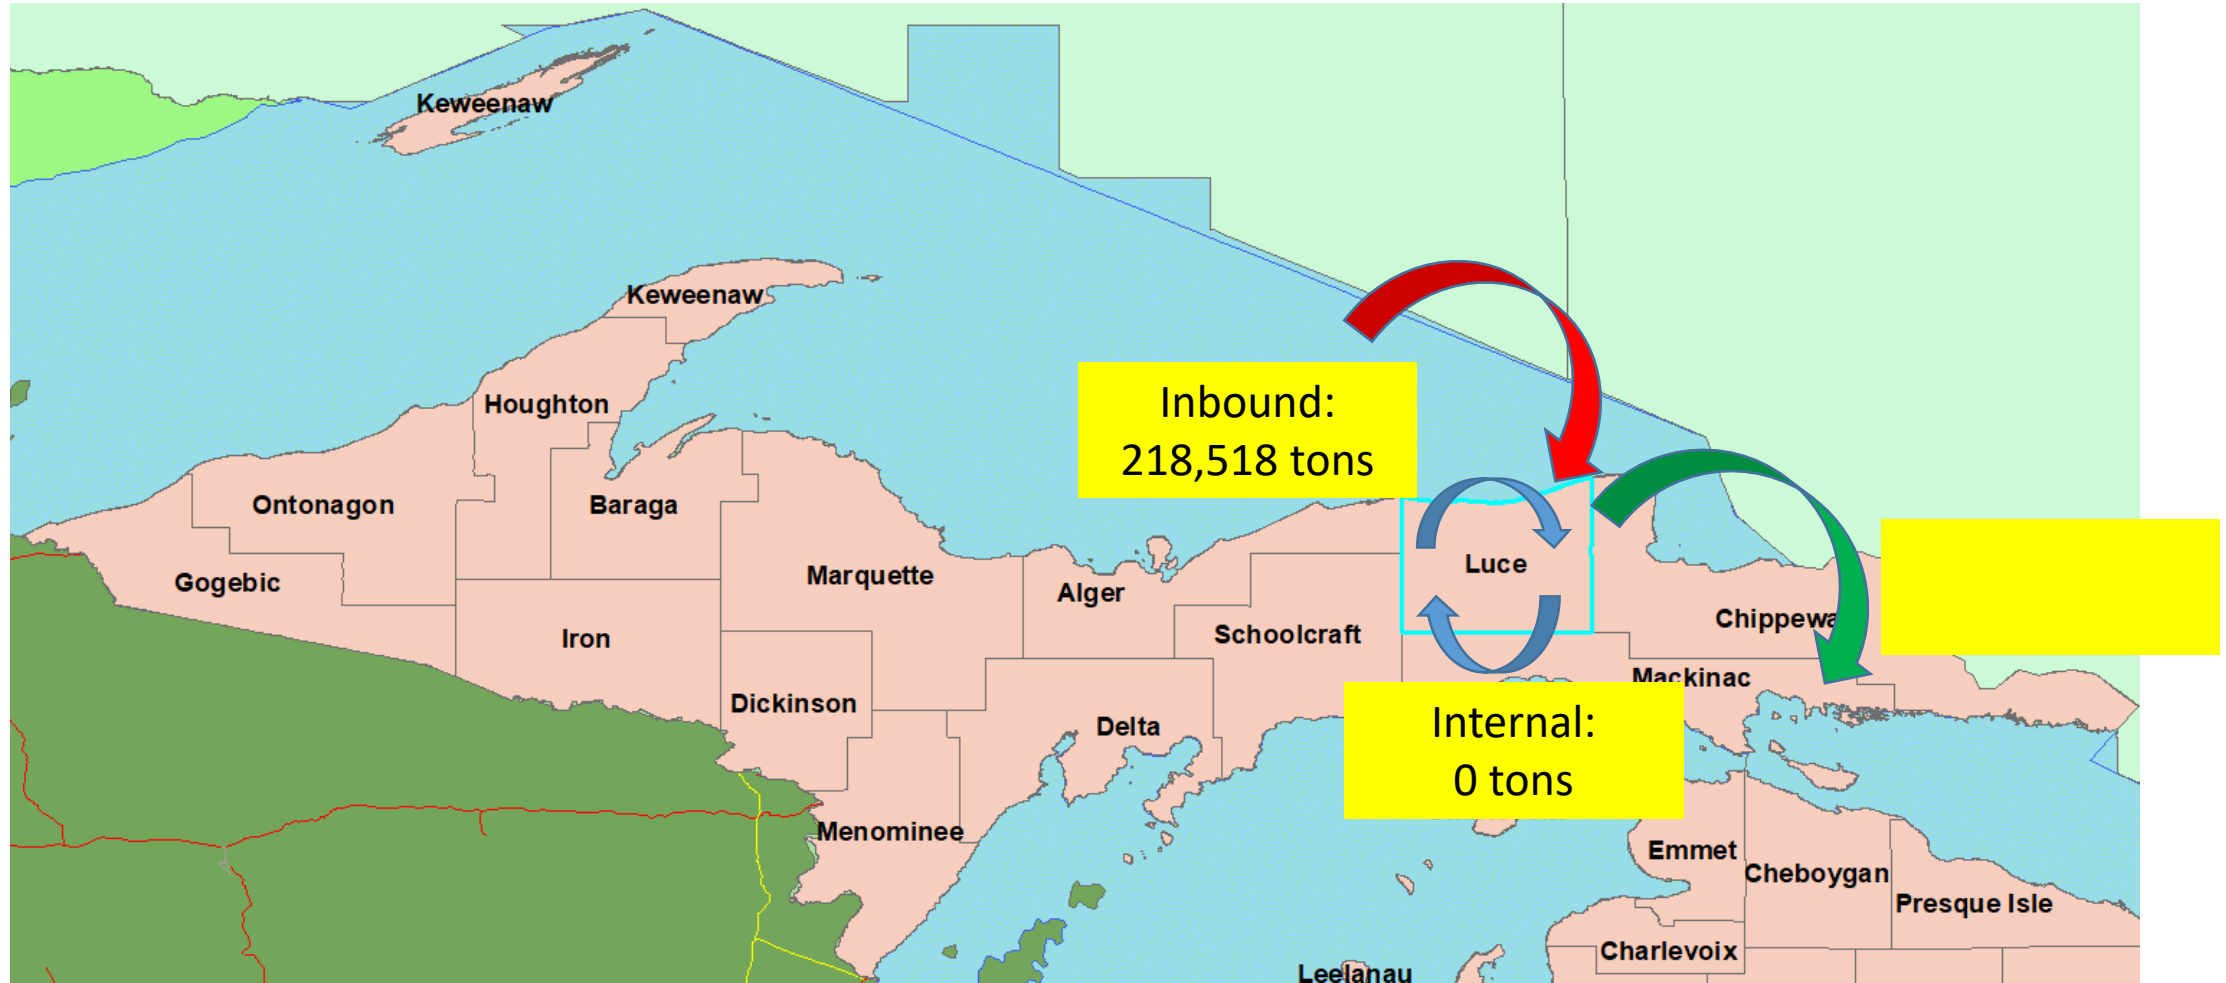 Keweenaw
Keweenaw
Inbound:
218,518 tons
Houghton
Ontonagon
Baraga
Luce
Marquette
Gogebic
Alger
Chippewa
Schoolcraft
Iron
Mackinac
Dickinson
Delta
Internal:
0 tons
Menominee
Emmet
Cheboygan
Presque Isle
Charlevoix
Leelanau